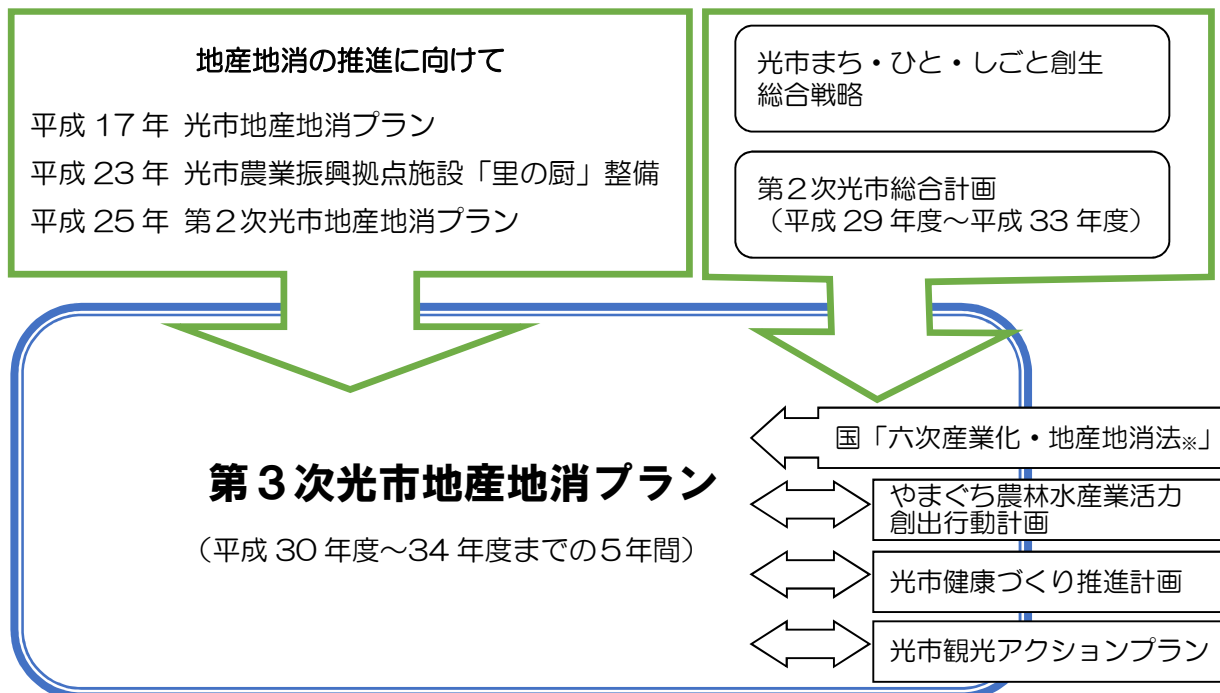 地産地消の推進に向けて
平成 17 年 光市地産地消プラン
平成 23 年 光市農業振興拠点施設「里の厨」整備
平成 25 年 第２次光市地産地消プラン
光市まち・ひと・しごと創生
総合戦略
第２次光市総合計画
（平成 29 年度～平成 33 年度）
第３次光市地産地消プラン
（平成 30 年度～34 年度までの５年間）
国「六次産業化・地産地消法※」
やまぐち農林水産業活力
創出行動計画
光市健康づくり推進計画
光市観光アクションプラン